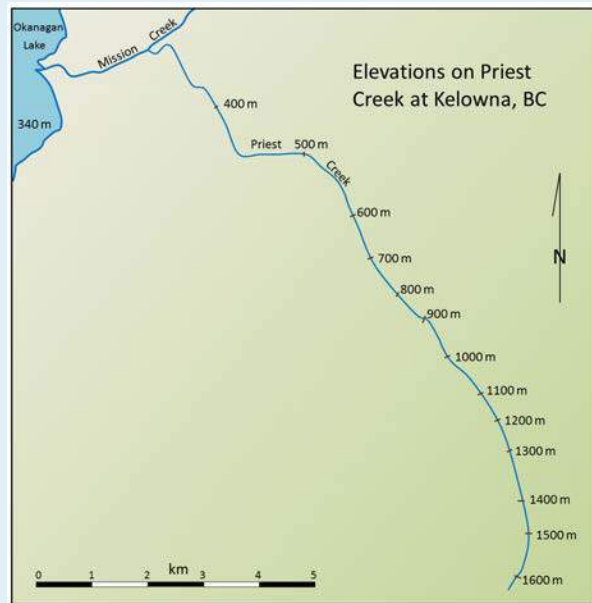 Okanagan
Lake
340 m
Mission Creek
Elevations on Priest
Creek at Kelowna, BC
400 m
Priest Creek
500 m
600 m
N
700 m
800 m
900 m
1000 m
1100 m
1200 m
1300 m
1400 m
1500 m
1600 m
km
0 1 2 3 4 5